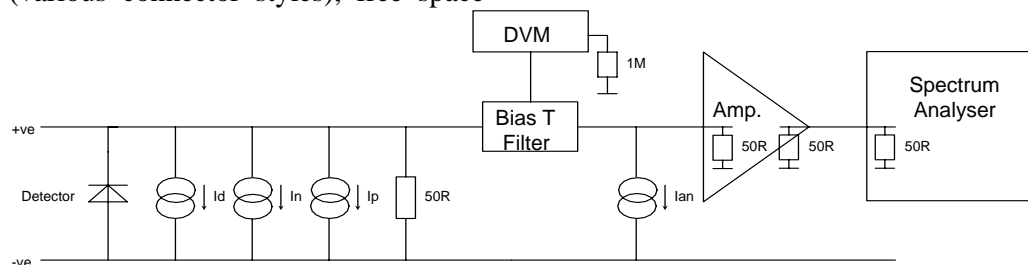 (various connector styles), free space
DVM
1M
Spectrum
Analyser
Amp.
Bias T
Filter
+ve
50R
50R
50R
Detector
Id
In
Ip
50R
Ian
-ve